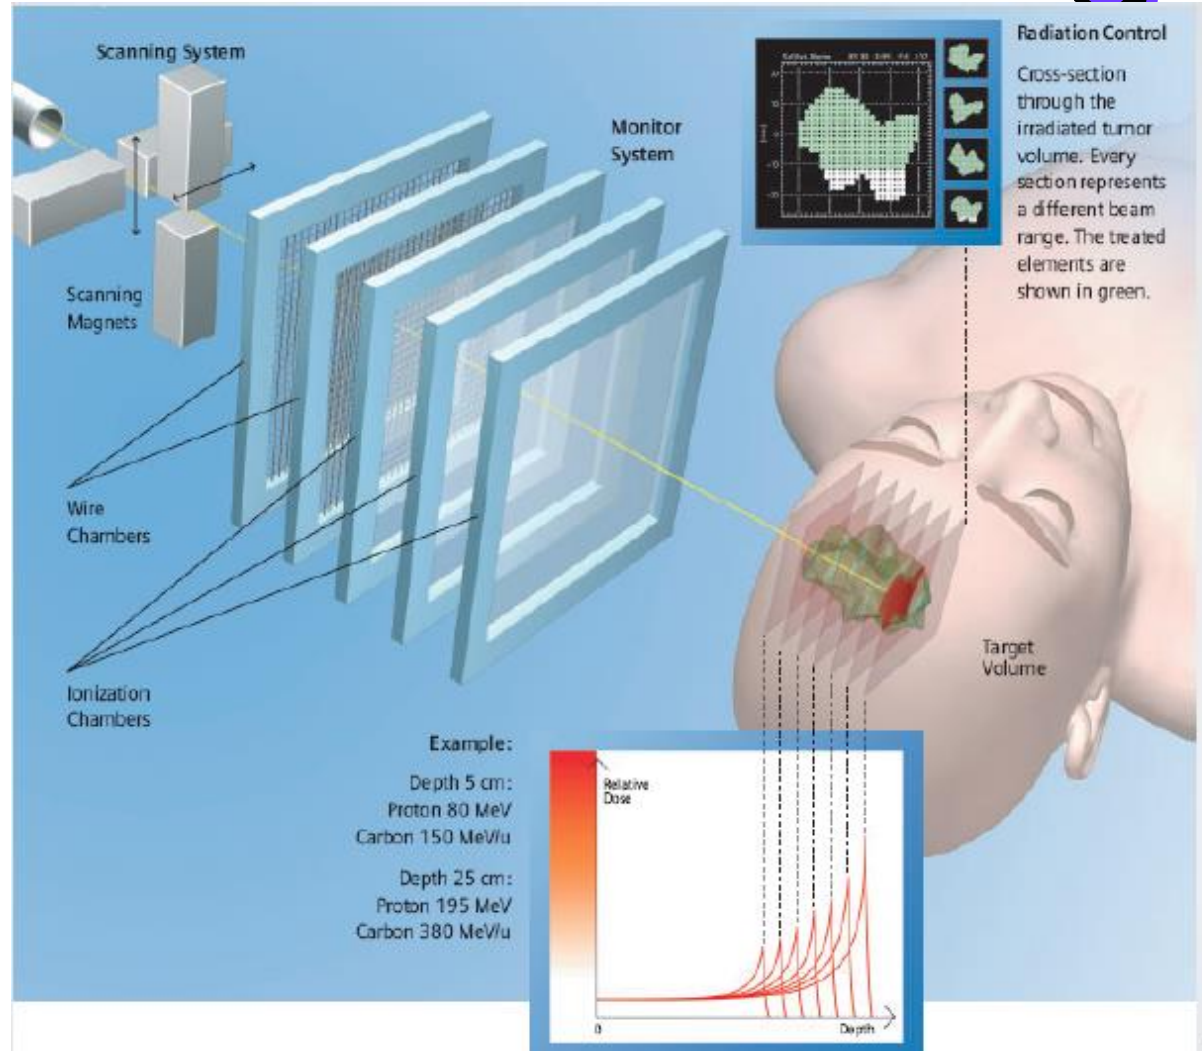 Scanning System
Scanning
Magnets
Wire
Chambers
Ionization
Chambers
Monitor
System
Radiation Control
Cross-section
through the
irradiated tumor
volume. Every
section represents
a different beam
range. The treated
elements are
shown in green.
Target
Volume
Example:
Depth 5 cm:
Proton 80 MeV
Carbon 150 MeV/u
Depth 25 cm:
Proton 195 MeV
Carbon 380 MeV/u
Relative
Dose
0
Depth